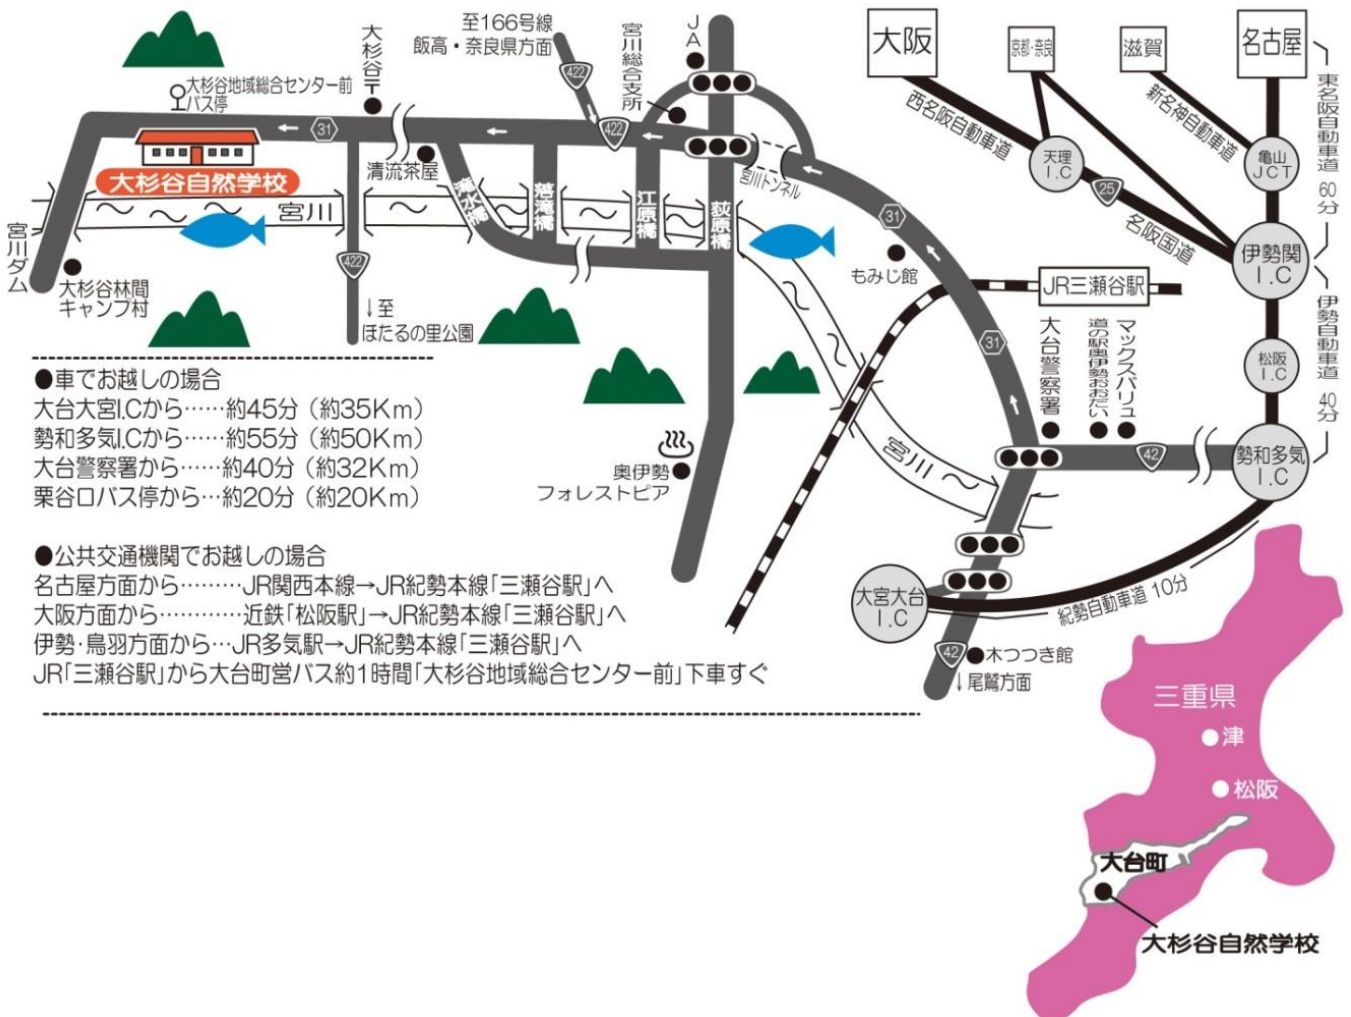 至166号線
飯高・奈良県方面
422
大杉谷〒
宮川総合支所
JA
大杉谷地域総合センター前
バス停
31
422
大杉谷自然学校
清流茶屋
宮川
滝水橋
落滝橋
江原橋
荻原橋
宮川トンネル
31
もみじ館
宮川ダム
大杉谷林間
キャンプ村
422
↓至
ほたるの里公園
奥伊勢
フォレストピア
宮川
JR三瀬谷駅
31
大台警察署
道の駅奥伊勢おおだい
マックスバリュ
42
大阪
京都・奈良
滋賀
名古屋
西名阪自動車道
新名神自動車道
東名阪自動車道 60分
天理
I.C
亀山
JCT
25
名阪国道
伊勢関
I.C
伊勢自動車道 40分
松阪
I.C
勢和多気
I.C
大宮大台
I.C
紀勢自動車道 10分
42
木つつき館
↓尾鷲方面
●車でお越しの場合
大台大宮I.Cから……約45分（約35Km）
勢和多気I.Cから……約55分（約50Km）
大台警察署から……約40分（約32Km）
栗谷口バス停から…約20分（約20Km）
●公共交通機関でお越しの場合
名古屋方面から………JR関西本線→JR紀勢本線「三瀬谷駅」へ
大阪方面から…………近鉄「松阪駅」→JR紀勢本線「三瀬谷駅」へ
伊勢・鳥羽方面から…JR多気駅→JR紀勢本線「三瀬谷駅」へ
JR「三瀬谷駅」から大台町営バス約1時間「大杉谷地域総合センター前」下車すぐ
三重県
津
松阪
大台町
大杉谷自然学校